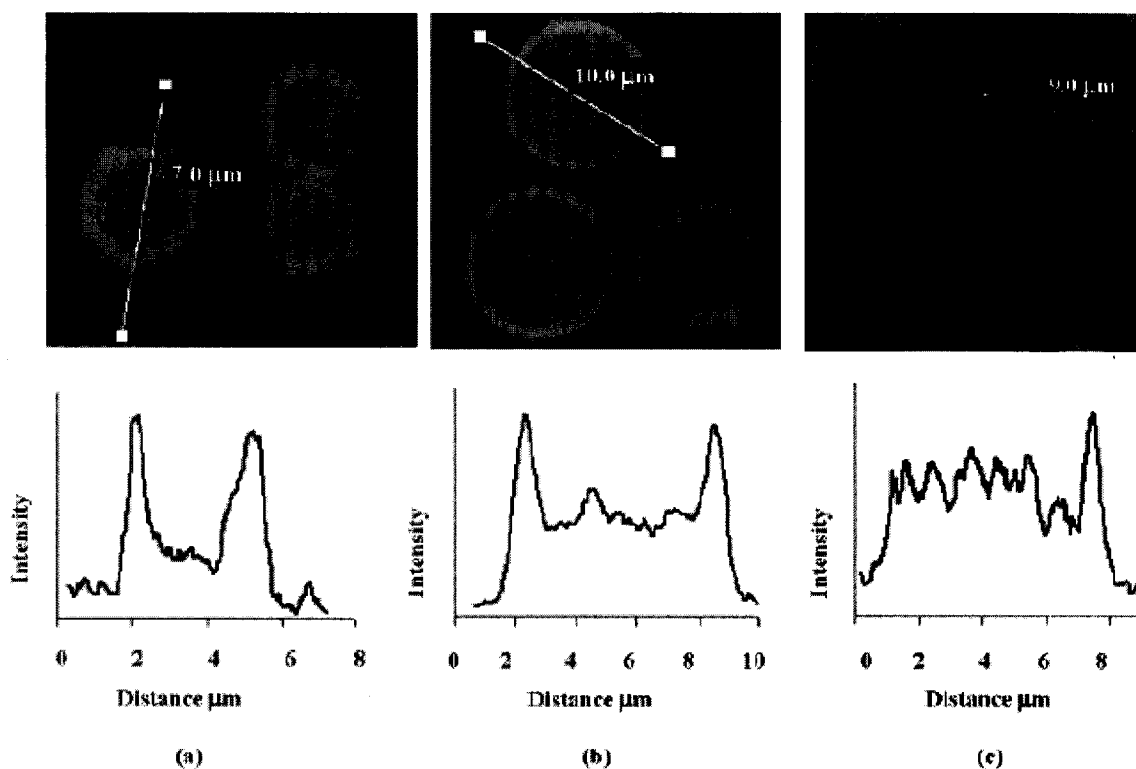 7.0 µm
10.0 µm
9.0 µm
Intensity
0 2 4 6 8
Distance µm
(a)
Intensity
0 2 4 6 8 10
Distance µm
(b)
Intensity
0 2 4 6 8
Distance µm
(c)